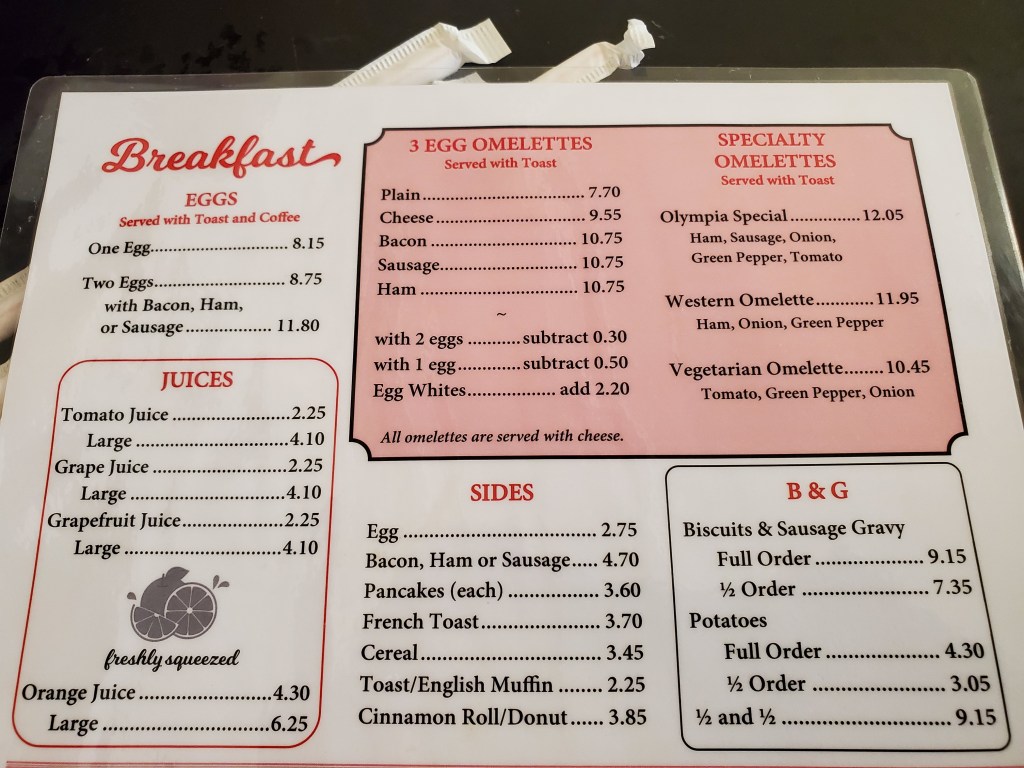 Breakfast
EGGS
Served with Toast and Coffee
One Egg............................. 8.15
Two Eggs............................ 8.75
with Bacon, Ham,
or Sausage .................. 11.80
JUICES
Tomato Juice .......................2.25
Large ..............................4.10
Grape Juice ..........................2.25
Large ...............................4.10
Grapefruit Juice....................2.25
Large ...............................4.10
freshly squeezed
Orange Juice ..........................4.30
Large .................................6.25
3 EGG OMELETTES
Served with Toast
Plain.................................. 7.70
Cheese ................................ 9.55
Bacon .............................. 10.75
Sausage............................ 10.75
Ham ................................ 10.75
~
with 2 eggs ...........subtract 0.30
with 1 egg.............subtract 0.50
Egg Whites.................. add 2.20
All omelettes are served with cheese.
SPECIALTY
OMELETTES
Served with Toast
Olympia Special ..............12.05
Ham, Sausage, Onion,
Green Pepper, Tomato
Western Omelette............11.95
Ham, Onion, Green Pepper
Vegetarian Omelette........10.45
Tomato, Green Pepper, Onion
SIDES
Egg ................................... 2.75
Bacon, Ham or Sausage..... 4.70
Pancakes (each) .................. 3.60
French Toast....................... 3.70
Cereal................................... 3.45
Toast/English Muffin ........ 2.25
Cinnamon Roll/Donut...... 3.85
B & G
Biscuits & Sausage Gravy
Full Order ..................... 9.15
½ Order ........................ 7.35
Potatoes
Full Order ..................... 4.30
½ Order ........................ 3.05
½ and ½ ................................ 9.15